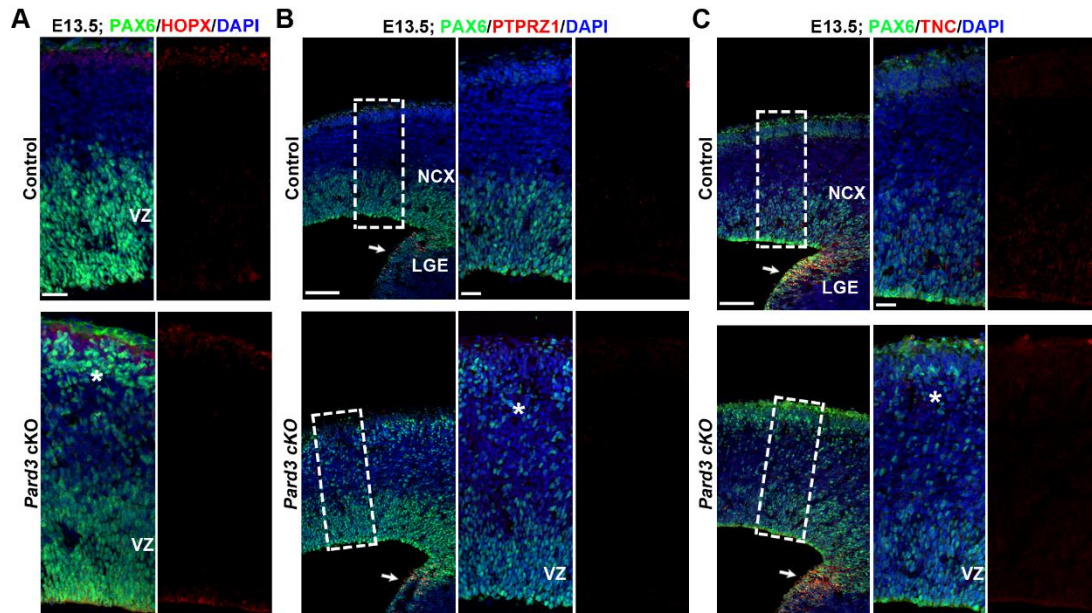 A
E13.5; PAX6/HOPX/DAPI
Control
VZ
Pard3 cKO
*
VZ
B
E13.5; PAX6/PTPRZ1/DAPI
Control
NCX
LGE
Pard3 cKO
*
VZ
C
E13.5; PAX6/TNC/DAPI
Control
NCX
LGE
Pard3 cKO
*
VZ